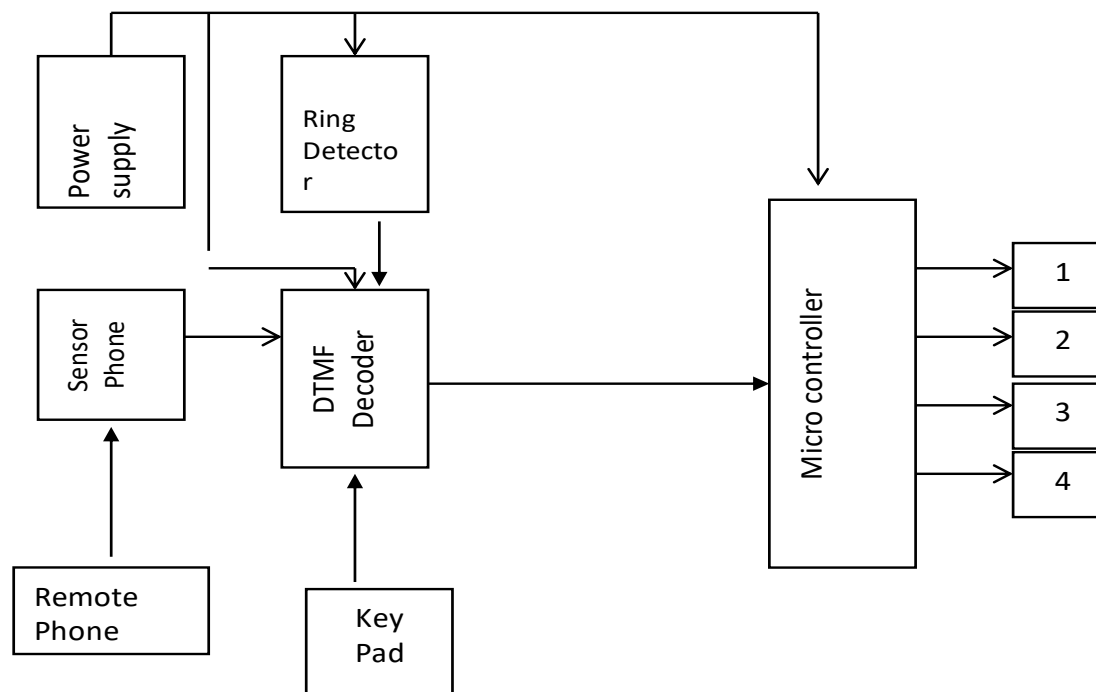 Power
supply
Ring
Detecto
r
Sensor
Phone
DTMF
Decoder
Micro controller
1
2
3
4
Remote
Phone
Key
Pad